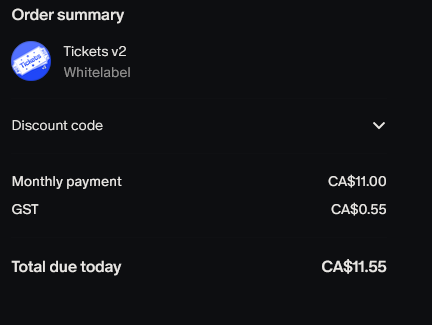 Order summary
Tickets
Tickets v2
Whitelabel
Discount code
Monthly payment CA$11.00
GST CA$0.55
Total due today CA$11.55